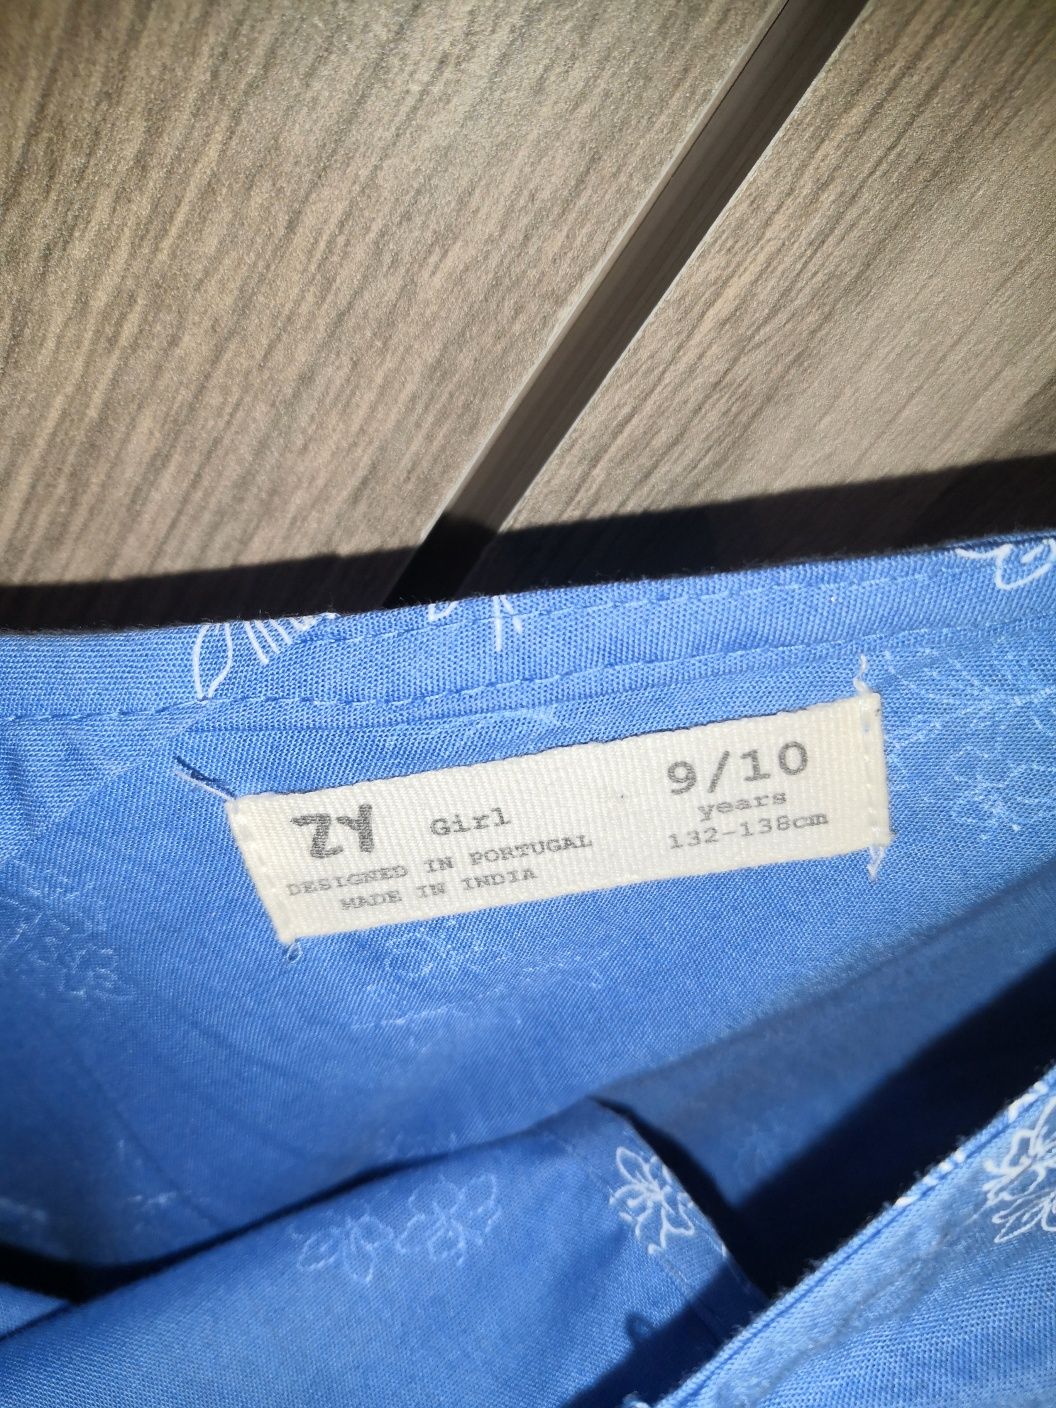 ZY Girl
DESIGNED IN PORTUGAL
MADE IN INDIA
9/10
years
132-138cm